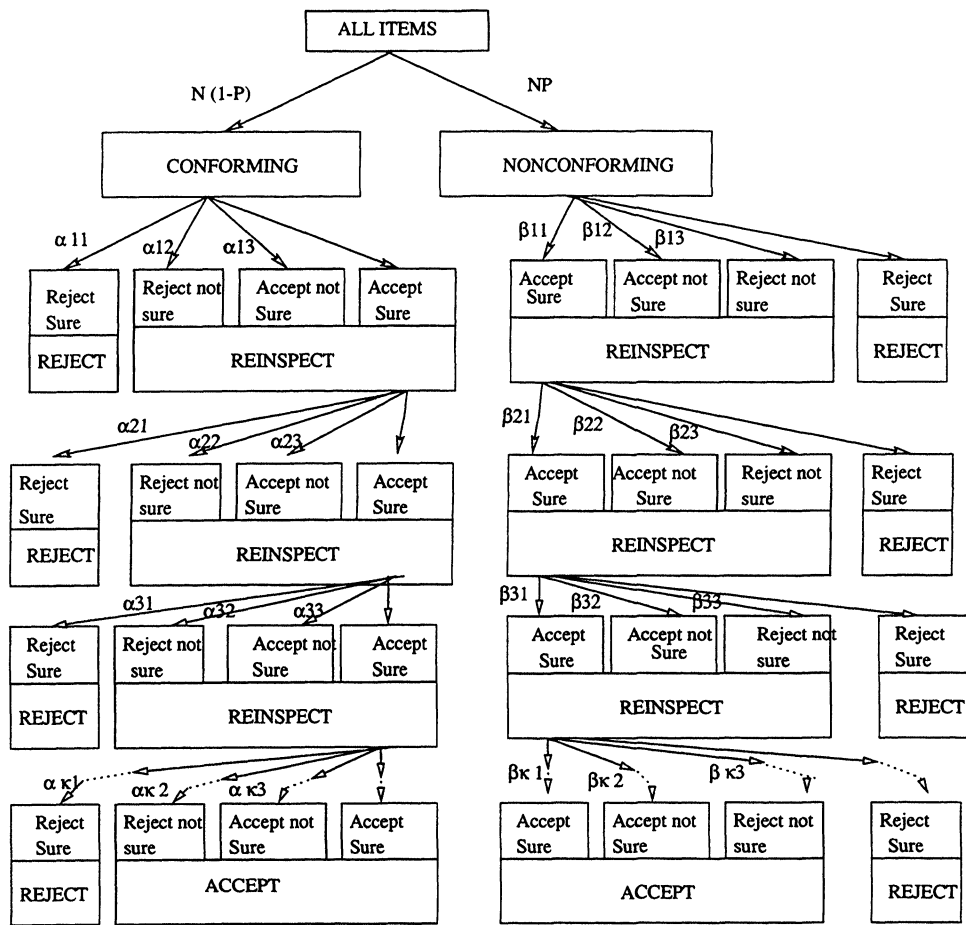 ALL ITEMS
N (1-P)
NP
CONFORMING
NONCONFORMING
α 11
α12
α13
β11
β12
β13
Reject
Sure
Reject not
sure
Accept not
Sure
Accept
Sure
Accept
Sure
Accept not
Sure
Reject not
sure
Reject
Sure
REJECT
REINSPECT
REINSPECT
REJECT
α21
α22
α23
β21
β22
β23
Reject
Sure
Reject not
sure
Accept not
Sure
Accept
Sure
Accept
Sure
Accept not
Sure
Reject not
sure
Reject
Sure
REJECT
REINSPECT
REINSPECT
REJECT
α31
α32
α33
β31
β32
β33
Reject
Sure
Reject not
sure
Accept not
Sure
Accept
Sure
Accept
Sure
Accept not
Sure
Reject not
sure
Reject
Sure
REJECT
REINSPECT
REINSPECT
REJECT
α κ1
ακ 2
α κ3
βκ 1
βκ 2
β κ3
Reject
Sure
Reject not
sure
Accept not
Sure
Accept
Sure
Accept
Sure
Accept not
Sure
Reject not
sure
Reject
Sure
REJECT
ACCEPT
ACCEPT
REJECT